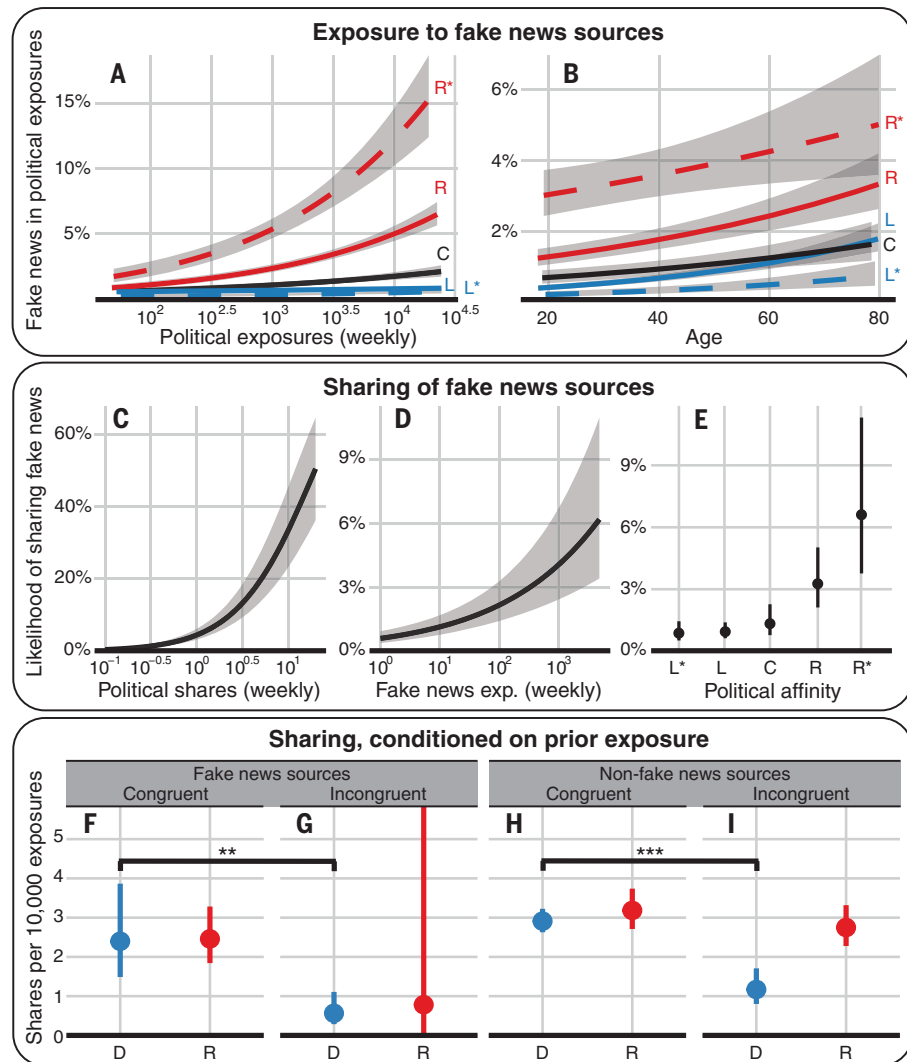 Exposure to fake news sources
Fake news in political exposures
A
15%
10%
5%
R*
R
C
L L*
10^2 10^2.5 10^3 10^3.5 10^4 10^4.5
Political exposures (weekly)
B
6%
4%
2%
R*
R
L
C
L*
20 40 60 80
Age
Sharing of fake news sources
Likelihood of sharing fake news
C
60%
40%
20%
0%
10^−1 10^−0.5 10^0 10^0.5 10^1
Political shares (weekly)
D
9%
6%
3%
0%
10^0 10^1 10^2 10^3
Fake news exp. (weekly)
E
9%
6%
3%
0%
L* L C R R*
Political affinity
Sharing, conditioned on prior exposure
Fake news sources Non-fake news sources
Congruent Incongruent Congruent Incongruent
Shares per 10,000 exposures
F G H I
5
4
3
2
1
0
** ***
D R D R D R D R